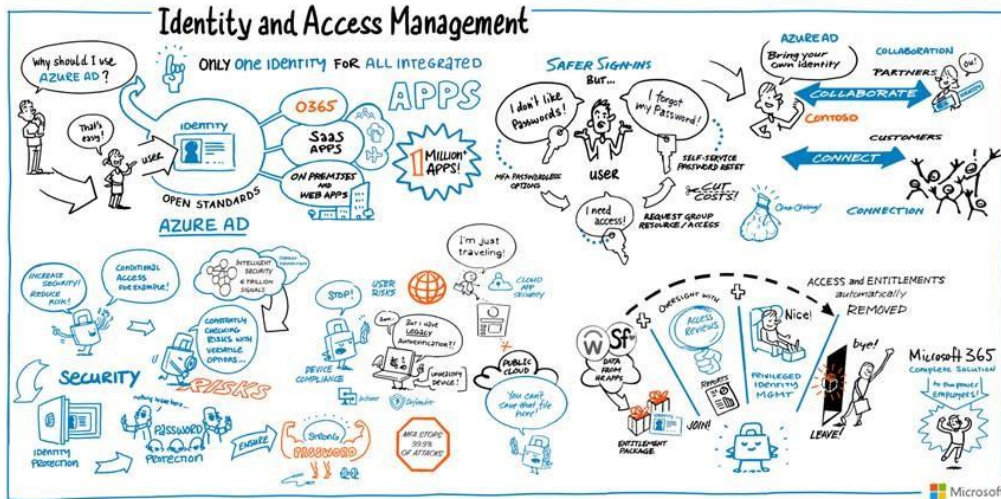 Identity and Access Management
Why should I use
AZURE AD?
ONLY ONE IDENTITY FOR ALL INTEGRATED
APPS
That's
easy!
user
IDENTITY
O365
SaaS
APPS
ON PREMISES
AND
WEB APPS
1 MILLION
APPS!
OPEN STANDARDS
AZURE AD
SAFER SIGN-INS
BUT...
I don't like
Passwords!
I forgot
my Password!
USER
MFA PASSWORDLESS
OPTIONS
SELF-SERVICE
PASSWORD RESET
I need
access!
REQUEST GROUP
RESOURCE/ACCESS
CUT
COSTS!
AZURE AD
Bring your
own identity
COLLABORATION
PARTNERS
COLLABORATE
CONTOSO
CUSTOMERS
CONNECT
CONNECTION
INCREASE
SECURITY!
REDUCE
RISK!
CONDITIONAL
ACCESS
FOR EXAMPLE!
INTELLIGENT
SECURITY
6 TRILLION
SIGNALS
CONSTANTLY
CHECKING
RISKS WITH
VERSATILE
OPTIONS...
RISKS
SECURITY
IDENTITY
PROTECTION
nothing to see here...
PASSWORD
PROTECTION
ENSURE
STRONG
PASSWORD
STOP!
USER
RISKS
I'm just
traveling!
CLOUD
APP
SECURITY
But I have
LEGACY
Authentication?!
DEVICE
COMPLIANCE
Intune
Defender
UNHEALTHY
DEVICE!
MFA STOPS
99.9%
OF ATTACKS!
PUBLIC
CLOUD
You can't
save that file
here!
W
Sf
DATA
FROM
HR APPS
ENTITLEMENT
PACKAGE
JOIN!
OVERSIGHT WITH
Access
Reviews
REPORTS
Nice!
PRIVILEGED
IDENTITY
MGMT
ACCESS and ENTITLEMENTS
automatically
REMOVED
bye!
LEAVE!
Microsoft 365
COMPLETE SOLUTION
to Empower
EMPLOYEES!
Microsoft